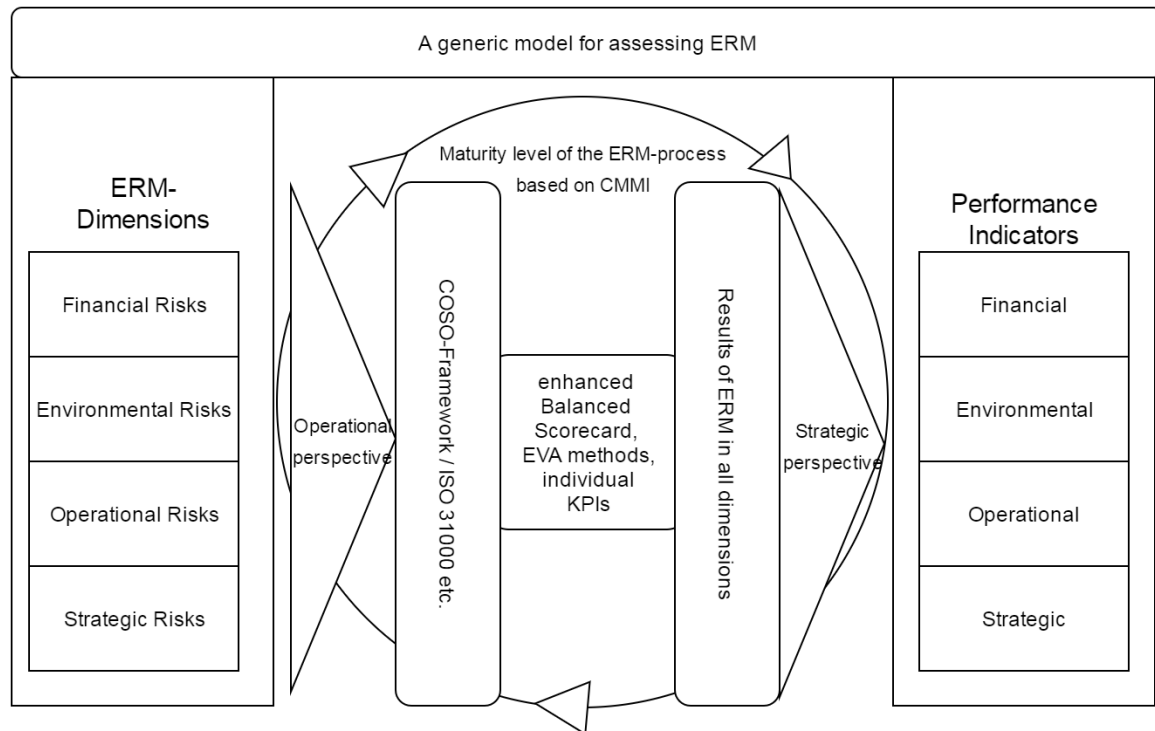 A generic model for assessing ERM
ERM-
Dimensions
Financial Risks
Environmental Risks
Operational Risks
Strategic Risks
Operational
perspective
Maturity level of the ERM-process
based on CMMI
COSO-Framework / ISO 31000 etc.
enhanced
Balanced
Scorecard,
EVA methods,
individual
KPIs
Results of ERM in all dimensions
Strategic
perspective
Performance
Indicators
Financial
Environmental
Operational
Strategic